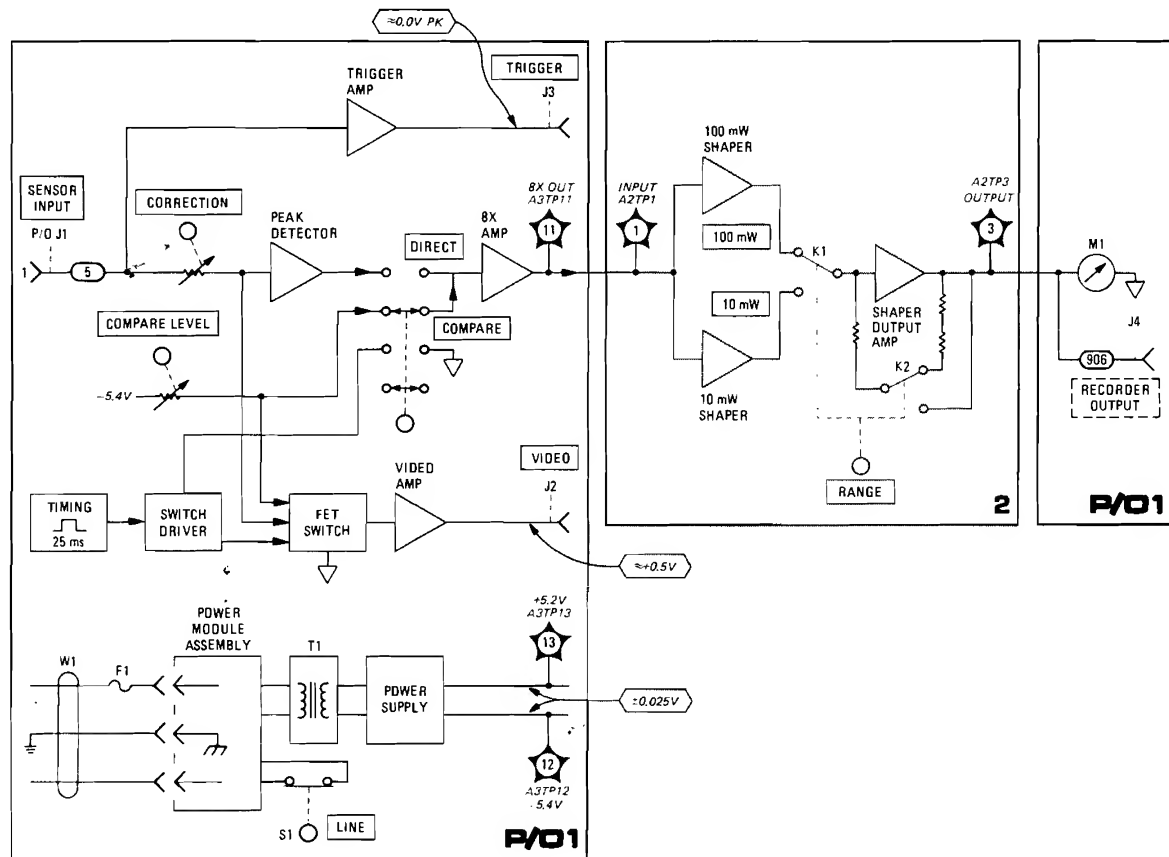 ≈0.0V PK
TRIGGER
J3
TRIGGER
AMP
SENSOR
INPUT
P/O J1
1
5
CORRECTION
PEAK
DETECTOR
DIRECT
8X
AMP
8X OUT
A3TP11
11
COMPARE
COMPARE LEVEL
-5.4V
TIMING
25 ms
SWITCH
DRIVER
FET
SWITCH
VIDEO
AMP
VIDEO
J2
≈+0.5V
POWER
MODULE
ASSEMBLY
W1
F1
T1
POWER
SUPPLY
+5.2V
A3TP13
13
±0.025V
12
A3TP12
-5.4V
S1
LINE
P/O1
INPUT
A2TP1
1
100 mW
SHAPER
100 mW
K1
10 mW
10 mW
SHAPER
SHAPER
OUTPUT
AMP
K2
RANGE
A2TP3
OUTPUT
3
2
M1
J4
906
RECORDER
OUTPUT
P/O1